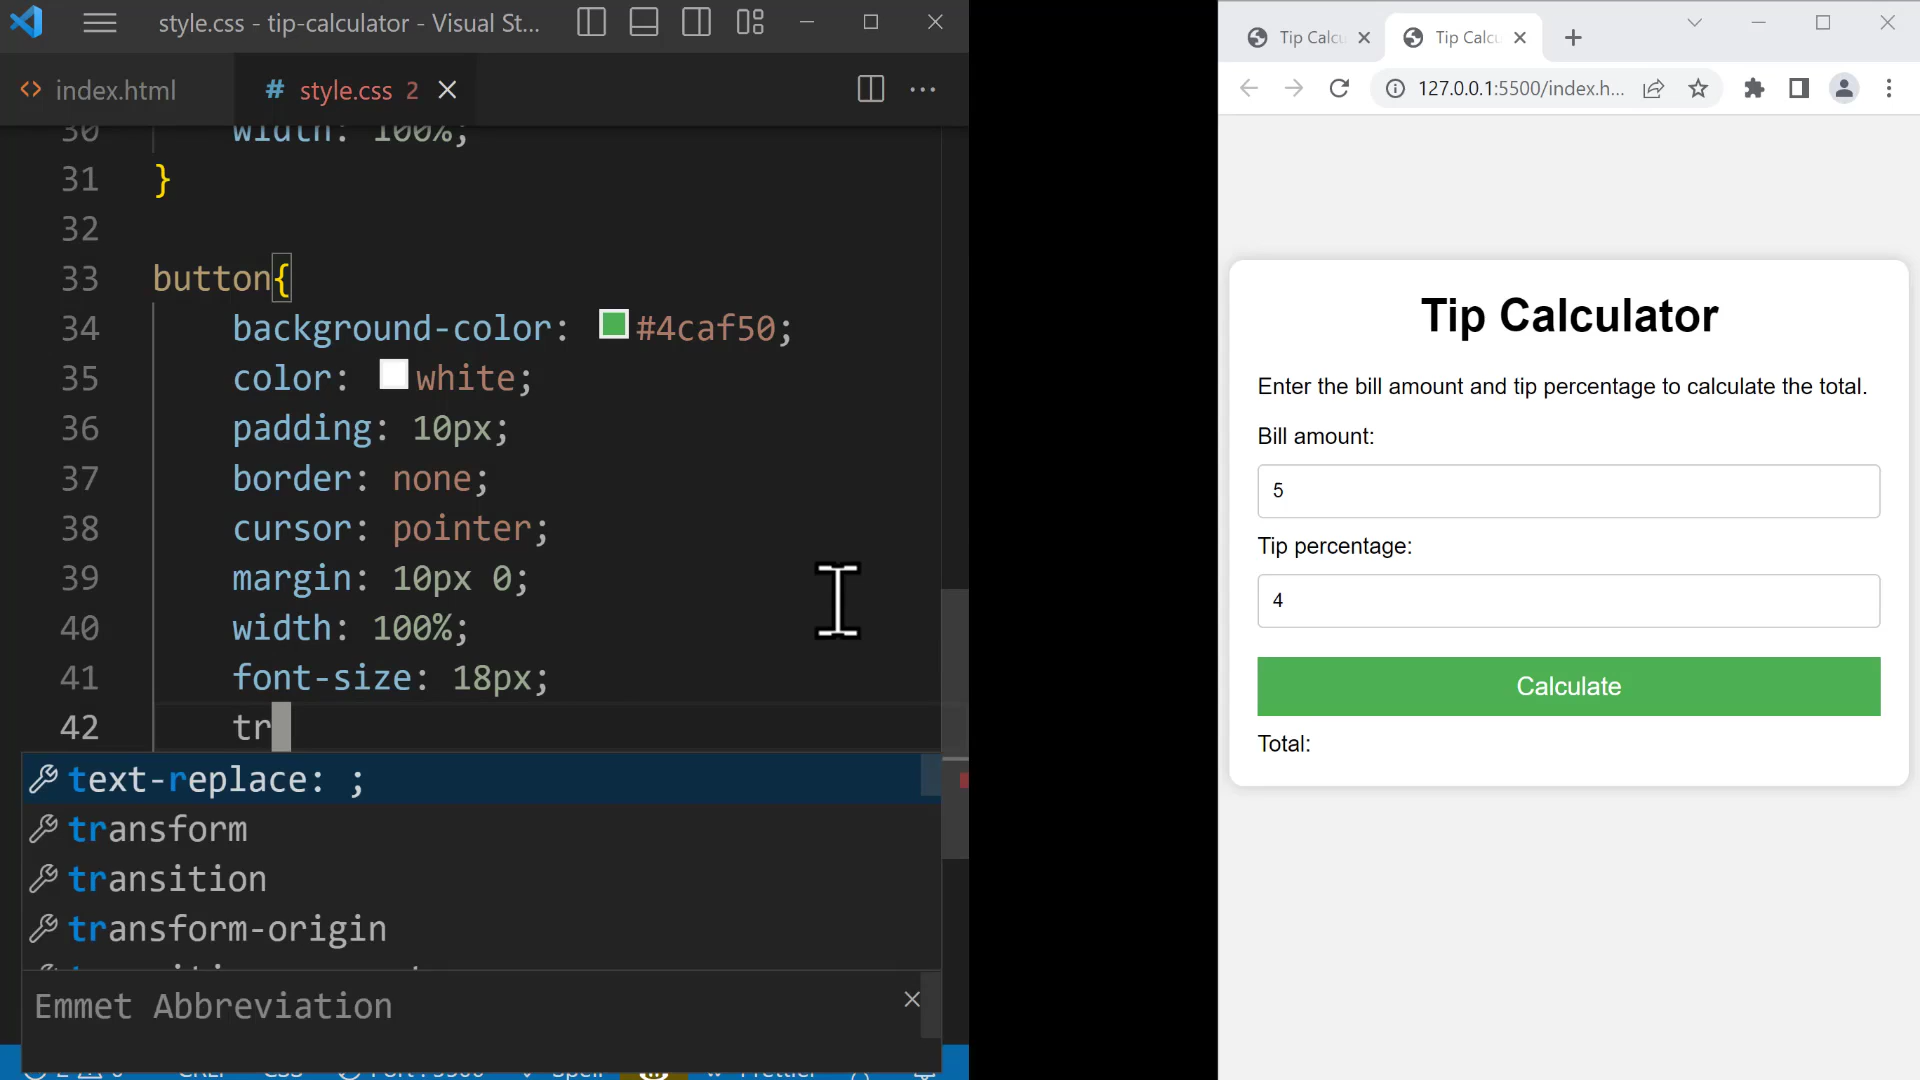 style.css - tip-calculator - Visual St...
index.html
# style.css 2
30 width: 100%;
31 }
32
33 button{
34 background-color: #4caf50;
35 color: white;
36 padding: 10px;
37 border: none;
38 cursor: pointer;
39 margin: 10px 0;
40 width: 100%;
41 font-size: 18px;
42 tr
text-replace: ;
transform
transition
transform-origin
Emmet Abbreviation
Tip Calcu
Tip Calcu
127.0.0.1:5500/index.h...
Tip Calculator
Enter the bill amount and tip percentage to calculate the total.
Bill amount:
5
Tip percentage:
4
Calculate
Total: